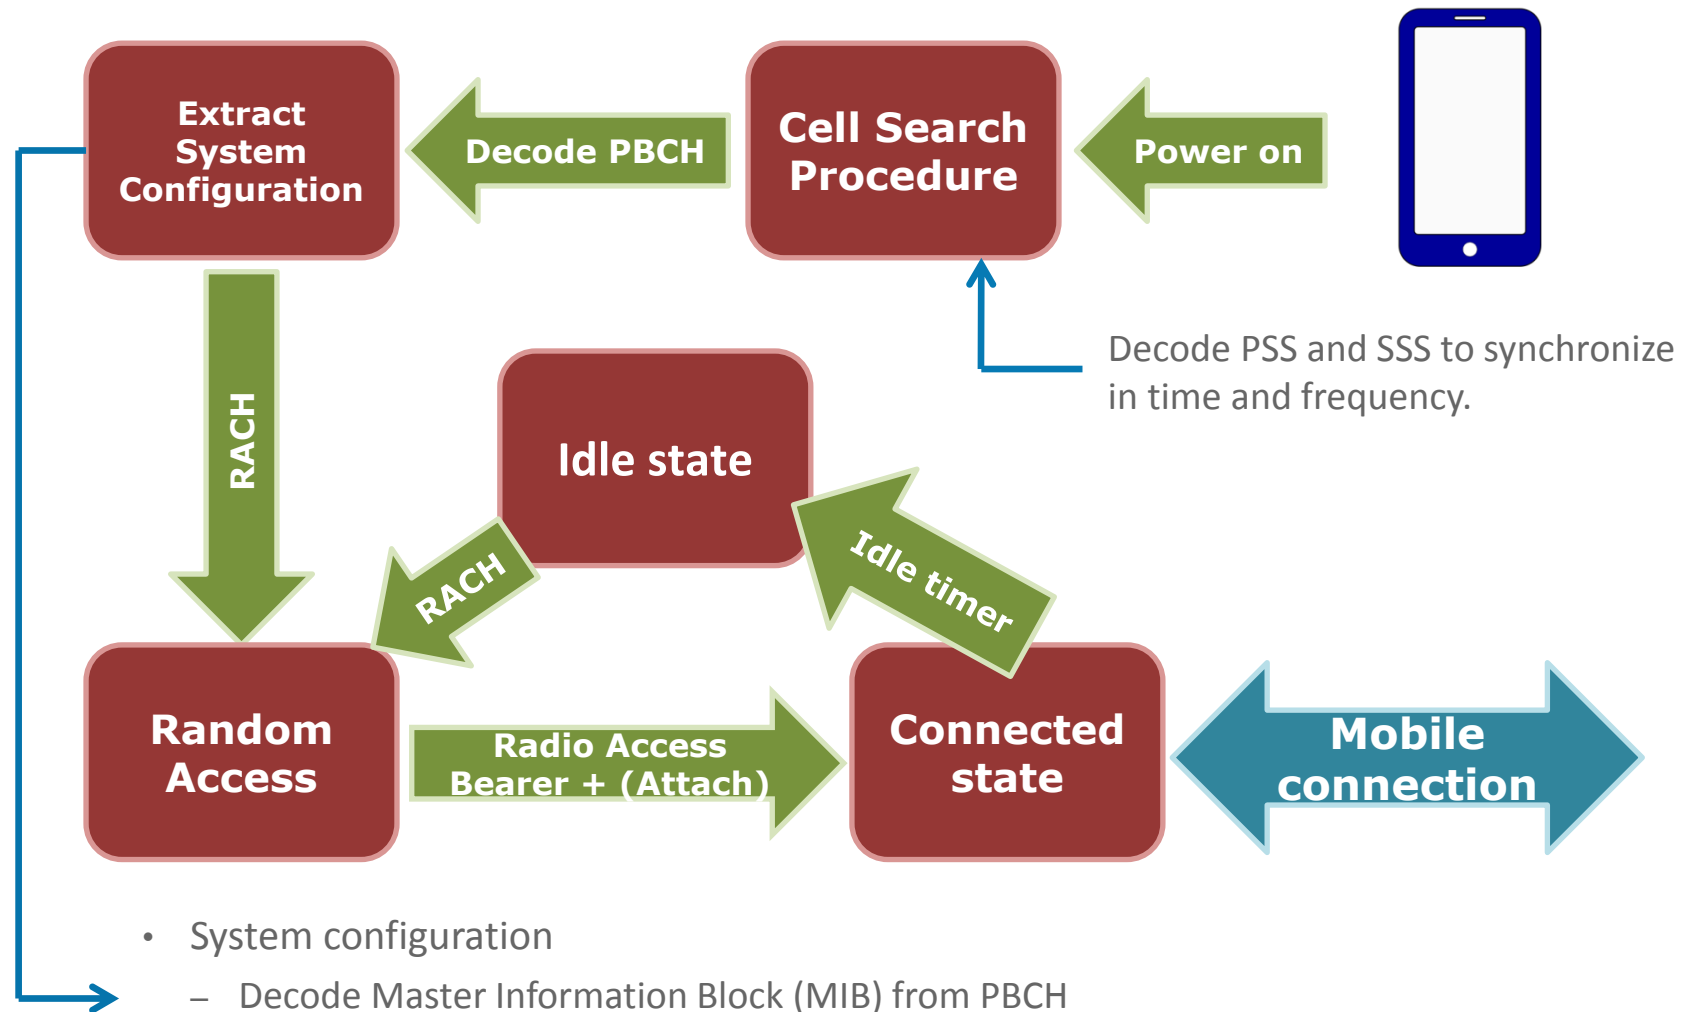 Extract
System
Configuration
Decode PBCH
Cell Search
Procedure
Power on
Decode PSS and SSS to synchronize
in time and frequency.
RACH
Idle state
RACH
Idle timer
Random
Access
Radio Access
Bearer + (Attach)
Connected
state
Mobile
connection
• System configuration
– Decode Master Information Block (MIB) from PBCH